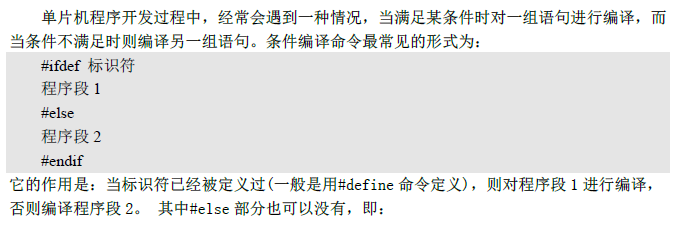 单片机程序开发过程中，经常会遇到一种情况，当满足某条件时对一组语句进行编译，而
当条件不满足时则编译另一组语句。条件编译命令最常见的形式为：
#ifdef 标识符
程序段 1
#else
程序段 2
#endif
它的作用是：当标识符已经被定义过(一般是用#define 命令定义)，则对程序段 1 进行编译，
否则编译程序段 2。 其中#else 部分也可以没有，即：